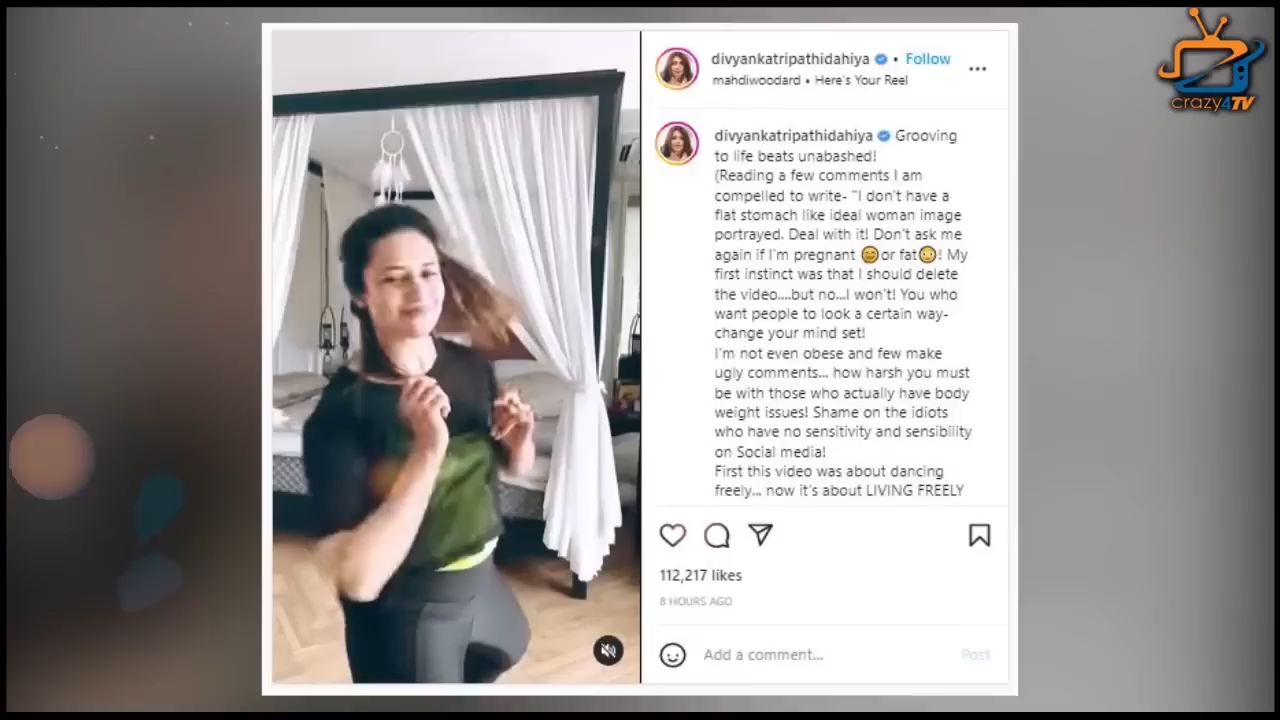 crazy4TV
divyankatripathidahiya • Follow
mahdiwoodard • Here's Your Reel
divyankatripathidahiya Grooving
to life beats unabashed!
(Reading a few comments I am
compelled to write- "I don't have a
flat stomach like ideal woman image
portrayed. Deal with it! Don't ask me
again if I'm pregnant 😊or fat😳! My
first instinct was that I should delete
the video....but no...I won't! You who
want people to look a certain way-
change your mind set!
I'm not even obese and few make
ugly comments... how harsh you must
be with those who actually have body
weight issues! Shame on the idiots
who have no sensitivity and sensibility
on Social media!
First this video was about dancing
freely... now it's about LIVING FREELY
112,217 likes
8 HOURS AGO
Add a comment... Post